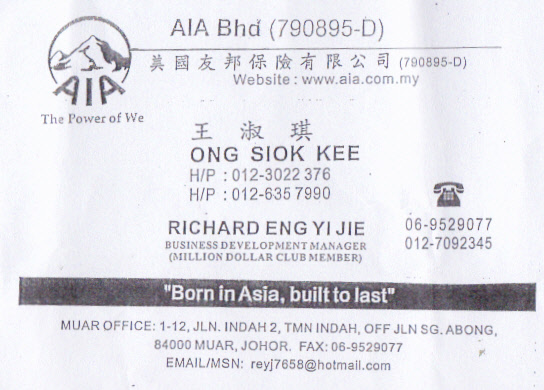 AIA Bhd (790895-D)
美國友邦保險有限公司 (790895-D)
Website : www.aia.com.my
AIA
The Power of We
王 淑 琪
ONG SIOK KEE
H/P : 012-3022 376
H/P : 012-635 7990
RICHARD ENG YI JIE
BUSINESS DEVELOPMENT MANAGER
(MILLION DOLLAR CLUB MEMBER)
06-9529077
012-7092345
"Born in Asia, built to last"
MUAR OFFICE: 1-12, JLN. INDAH 2, TMN INDAH, OFF JLN SG. ABONG,
84000 MUAR, JOHOR. FAX: 06-9529077
EMAIL/MSN: reyj7658@hotmail.com